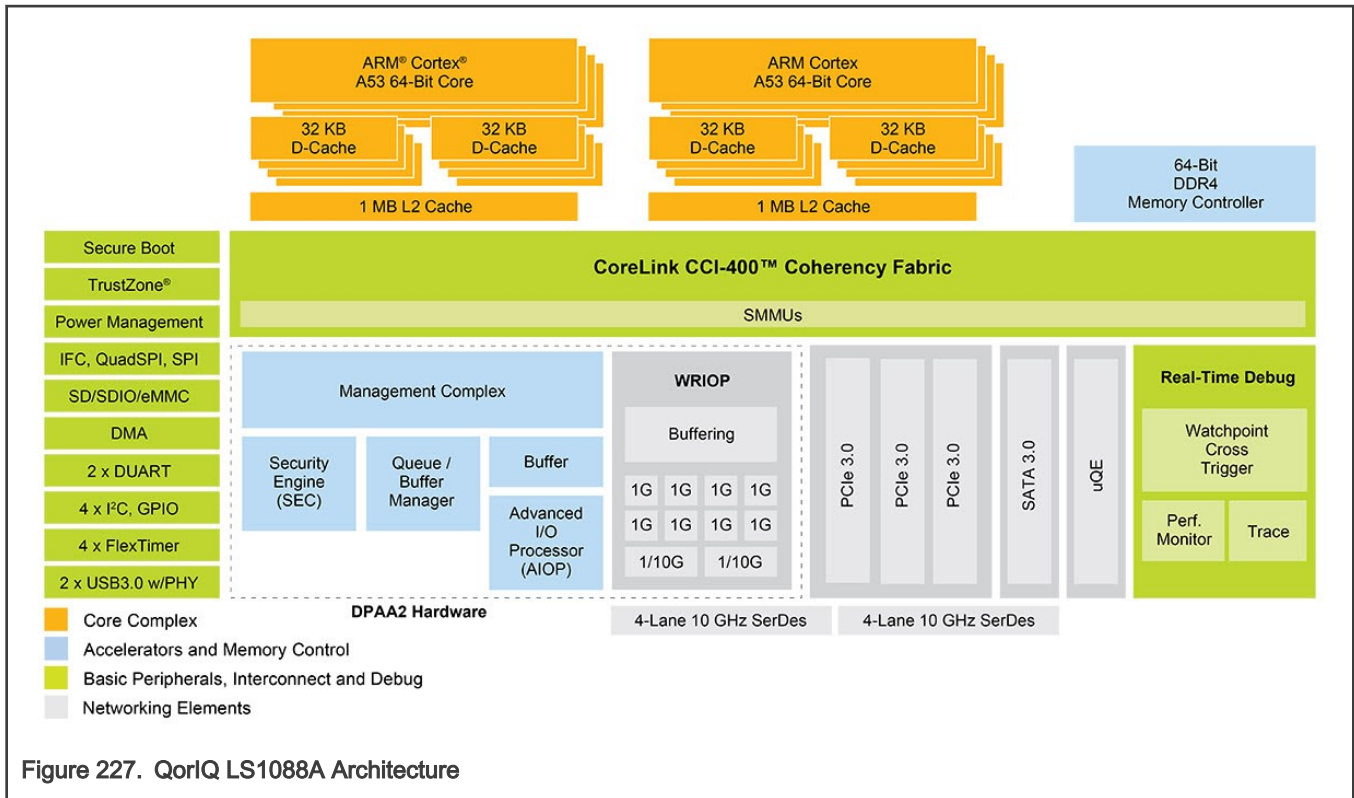 ARM® Cortex®
A53 64-Bit Core
ARM Cortex
A53 64-Bit Core
32 KB
D-Cache
32 KB
D-Cache
32 KB
D-Cache
32 KB
D-Cache
1 MB L2 Cache
1 MB L2 Cache
64-Bit
DDR4
Memory Controller
Secure Boot
TrustZone®
Power Management
IFC, QuadSPI, SPI
SD/SDIO/eMMC
DMA
2 x DUART
4 x I²C, GPIO
4 x FlexTimer
2 x USB3.0 w/PHY
CoreLink CCI-400™ Coherency Fabric
SMMUs
Management Complex
Security
Engine
(SEC)
Queue /
Buffer
Manager
Buffer
Advanced
I/O
Processor
(AIOP)
WRIOP
Buffering
1G 1G 1G 1G
1G 1G 1G 1G
1/10G 1/10G
PCIe 3.0
PCIe 3.0
PCIe 3.0
SATA 3.0
uQE
Real-Time Debug
Watchpoint
Cross
Trigger
Perf.
Monitor
Trace
DPAA2 Hardware
4-Lane 10 GHz SerDes
4-Lane 10 GHz SerDes
Core Complex
Accelerators and Memory Control
Basic Peripherals, Interconnect and Debug
Networking Elements
Figure 227. QorIQ LS1088A Architecture